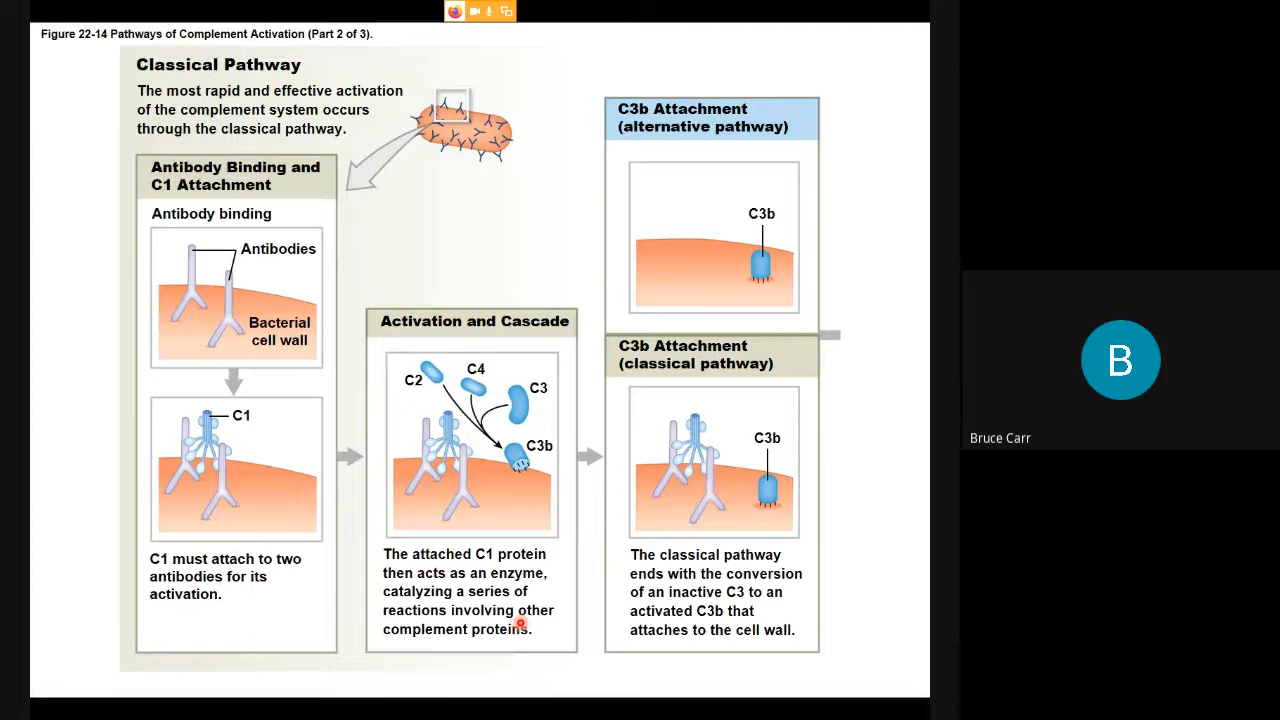 Figure 22-14 Pathways of Complement Activation (Part 2 of 3).
Classical Pathway
The most rapid and effective activation
of the complement system occurs
through the classical pathway.
Antibody Binding and
C1 Attachment
Antibody binding
Antibodies
Bacterial
cell wall
C1
C1 must attach to two
antibodies for its
activation.
Activation and Cascade
C2
C4
C3
C3b
The attached C1 protein
then acts as an enzyme,
catalyzing a series of
reactions involving other
complement proteins.
C3b Attachment
(alternative pathway)
C3b
C3b Attachment
(classical pathway)
C3b
The classical pathway
ends with the conversion
of an inactive C3 to an
activated C3b that
attaches to the cell wall.
B
Bruce Carr